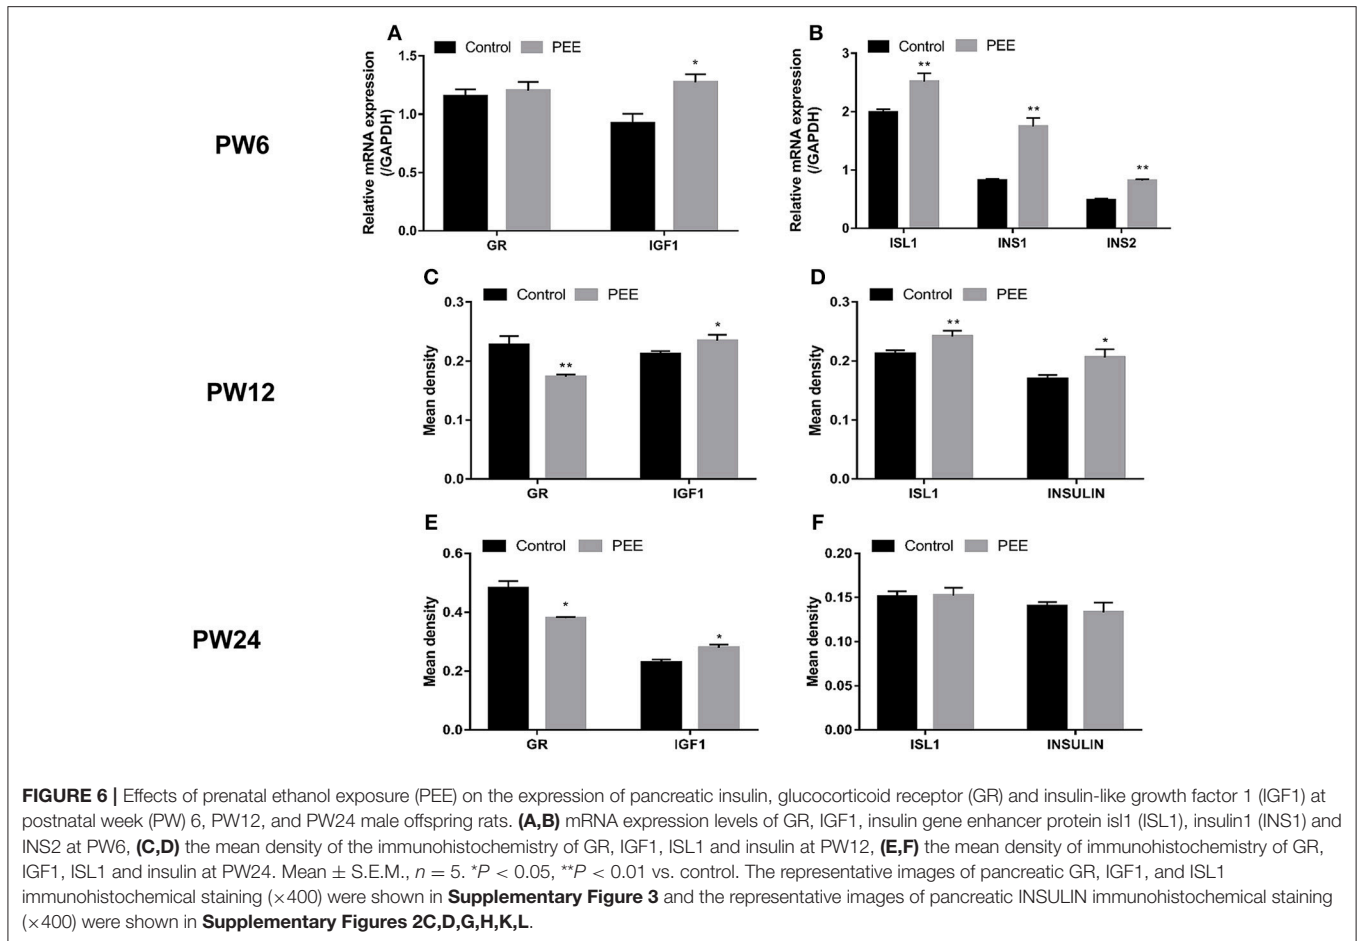 A
Control PEE
Relative mRNA expression
(/GAPDH)
1.5
*
1.0
0.5
0.0
GR IGF1
B
Control PEE
Relative mRNA expression
(/GAPDH)
3
**
2
**
1
**
0
ISL1 INS1 INS2
PW6
C
Control PEE
Mean density
0.3
*
0.2
**
0.1
0.0
GR IGF1
D
Control PEE
Mean density
0.3
**
*
0.2
0.1
0.0
ISL1 INSULIN
PW12
E
Control PEE
Mean density
0.6
0.4
*
*
0.2
0.0
GR IGF1
F
Control PEE
Mean density
0.20
0.15
0.10
0.05
0.00
ISL1 INSULIN
PW24
FIGURE 6 | Effects of prenatal ethanol exposure (PEE) on the expression of pancreatic insulin, glucocorticoid receptor (GR) and insulin-like growth factor 1 (IGF1) at
postnatal week (PW) 6, PW12, and PW24 male offspring rats. (A,B) mRNA expression levels of GR, IGF1, insulin gene enhancer protein isl1 (ISL1), insulin1 (INS1) and
INS2 at PW6, (C,D) the mean density of the immunohistochemistry of GR, IGF1, ISL1 and insulin at PW12, (E,F) the mean density of immunohistochemistry of GR,
IGF1, ISL1 and insulin at PW24. Mean ± S.E.M., n = 5. *P < 0.05, **P < 0.01 vs. control. The representative images of pancreatic GR, IGF1, and ISL1
immunohistochemical staining (×400) were shown in Supplementary Figure 3 and the representative images of pancreatic INSULIN immunohistochemical staining
(×400) were shown in Supplementary Figures 2C,D,G,H,K,L.